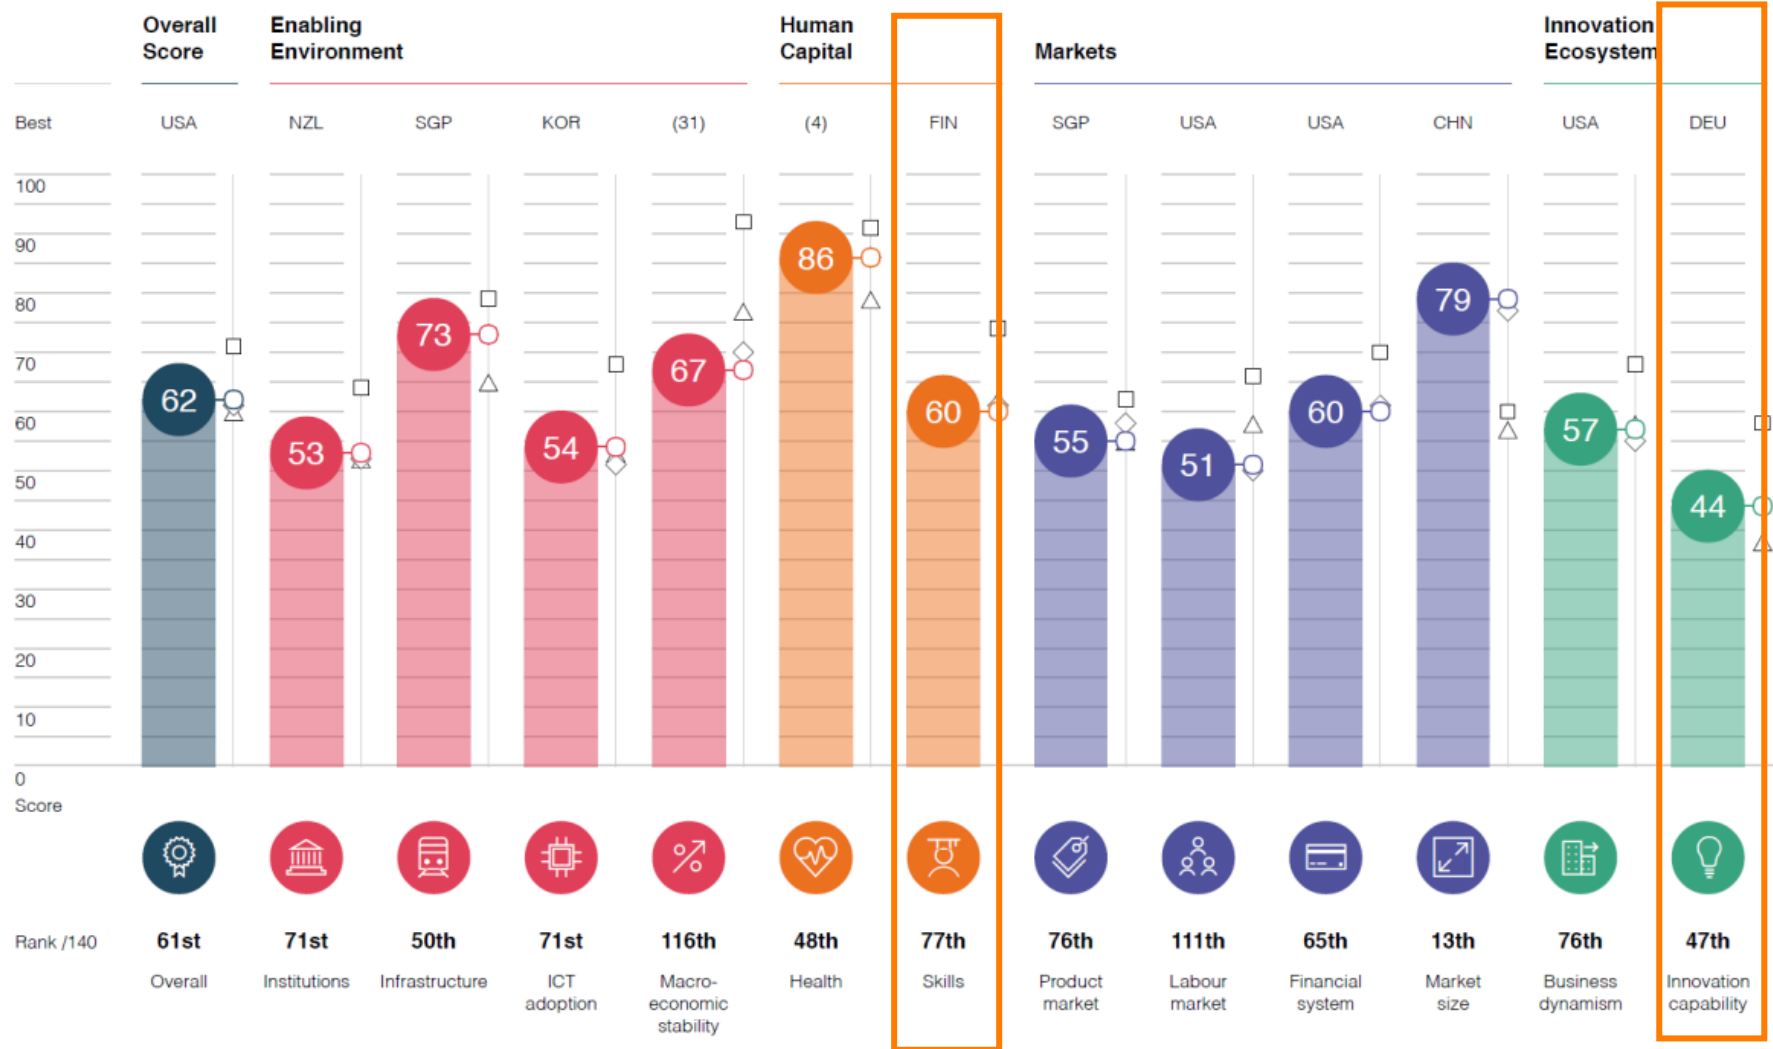 Overall Score
Enabling Environment
Human Capital
Markets
Innovation Ecosystem
Best USA NZL SGP KOR (31) (4) FIN SGP USA USA CHN USA DEU
100
90
80
70
60
50
40
30
20
10
0
Score
62 53 73 54 67 86 60 55 51 60 79 57 44
Rank /140 61st 71st 50th 71st 116th 48th 77th 76th 111th 65th 13th 76th 47th
Overall
Institutions
Infrastructure
ICT
adoption
Macro-
economic
stability
Health
Skills
Product
market
Labour
market
Financial
system
Market
size
Business
dynamism
Innovation
capability